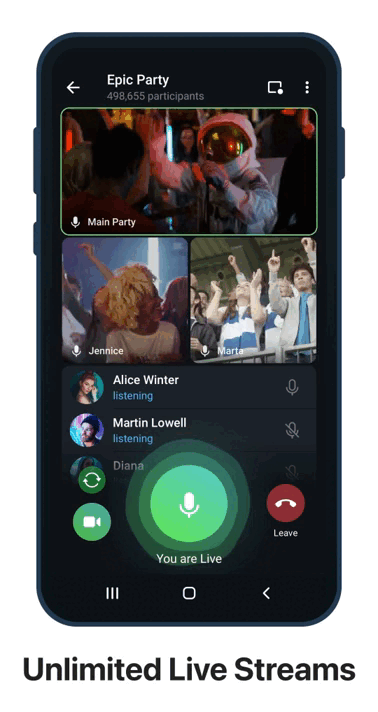 Epic Party
498,655 participants
Main Party
Jennice
Marta
Alice Winter
listening
Martin Lowell
listening
Diana
Leave
You are Live
Unlimited Live Streams